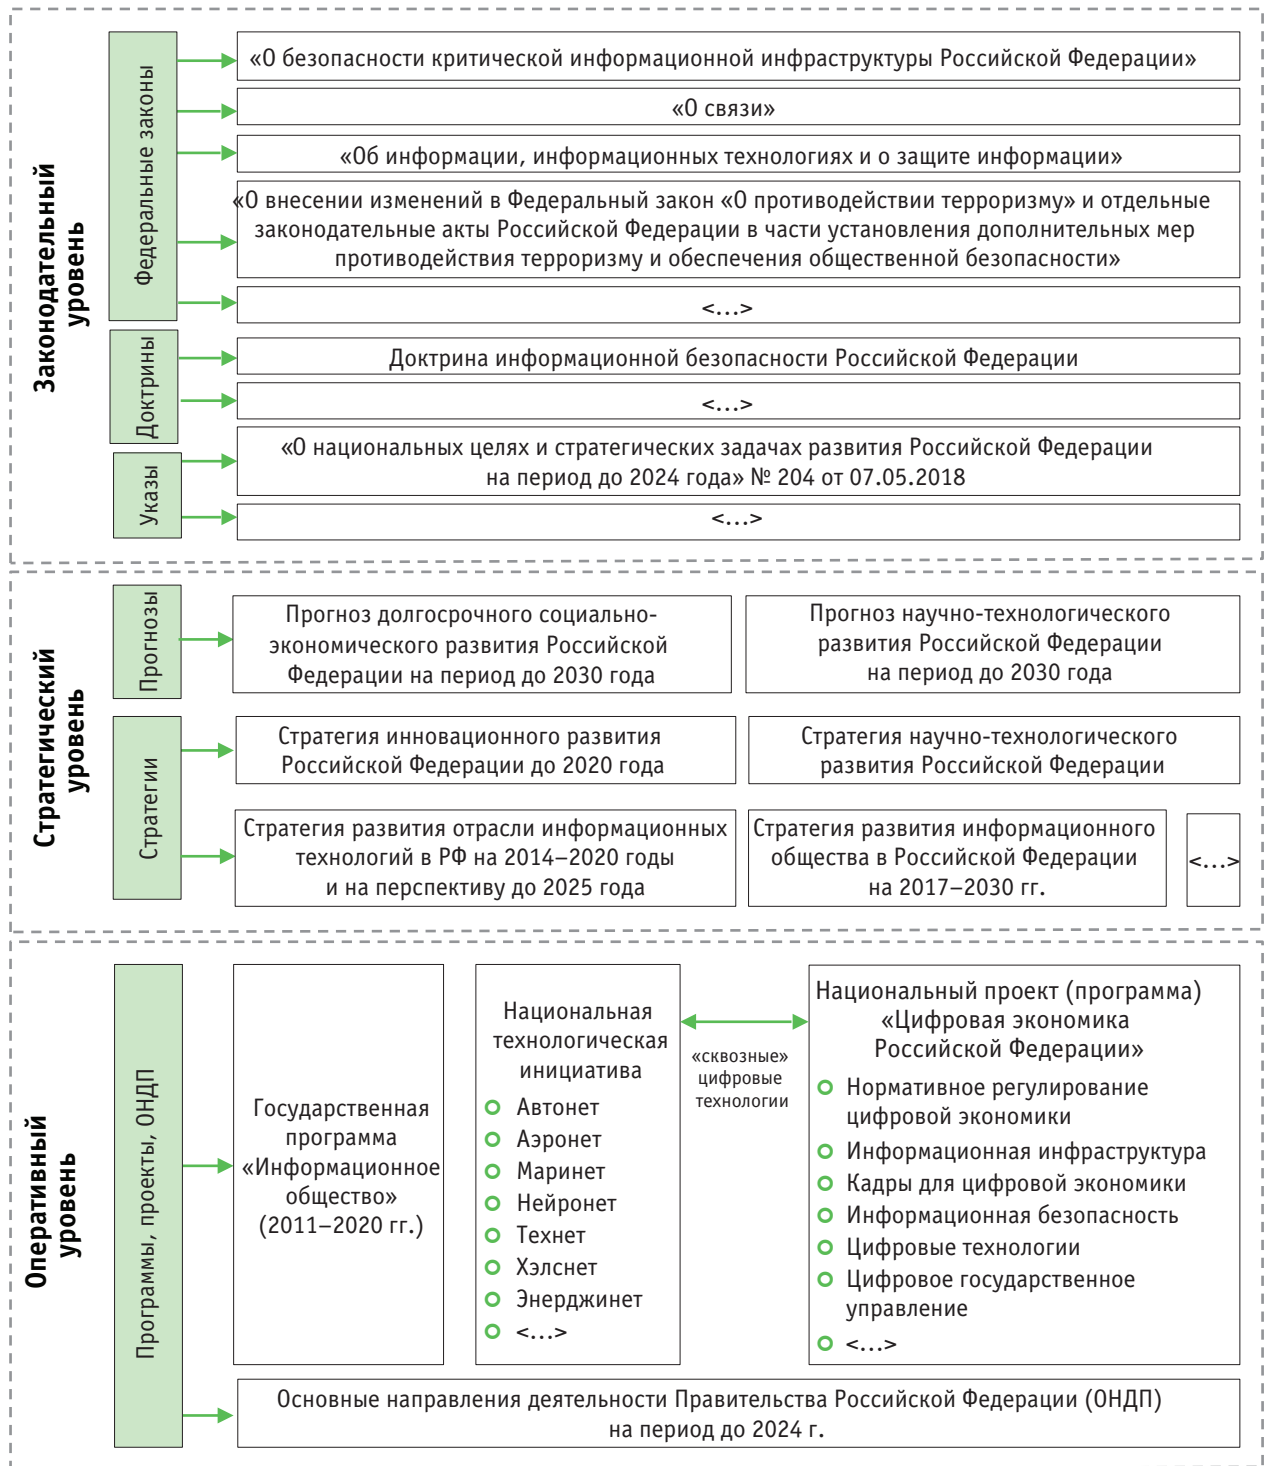 Законодательный
уровень
Федеральные законы
«О безопасности критической информационной инфраструктуры Российской Федерации»
«О связи»
«Об информации, информационных технологиях и о защите информации»
«О внесении изменений в Федеральный закон «О противодействии терроризму» и отдельные
законодательные акты Российской Федерации в части установления дополнительных мер
противодействия терроризму и обеспечения общественной безопасности»
<...>
Доктрины
Доктрина информационной безопасности Российской Федерации
<...>
Указы
«О национальных целях и стратегических задачах развития Российской Федерации
на период до 2024 года» № 204 от 07.05.2018
<...>
Стратегический
уровень
Прогнозы
Прогноз долгосрочного социально-
экономического развития Российской
Федерации на период до 2030 года
Прогноз научно-технологического
развития Российской Федерации
на период до 2030 года
Стратегии
Стратегия инновационного развития
Российской Федерации до 2020 года
Стратегия научно-технологического
развития Российской Федерации
Стратегия развития отрасли информационных
технологий в РФ на 2014–2020 годы
и на перспективу до 2025 года
Стратегия развития информационного
общества в Российской Федерации
на 2017–2030 гг.
<...>
Оперативный
уровень
Программы, проекты, ОНДП
Государственная
программа
«Информационное
общество»
(2011–2020 гг.)
Национальная
технологическая
инициатива
Автонет
Аэронет
Маринет
Нейронет
Технет
Хэлснет
Энерджинет
<...>
«сквозные»
цифровые
технологии
Национальный проект (программа)
«Цифровая экономика
Российской Федерации»
Нормативное регулирование
цифровой экономики
Информационная инфраструктура
Кадры для цифровой экономики
Информационная безопасность
Цифровые технологии
Цифровое государственное
управление
<...>
Основные направления деятельности Правительства Российской Федерации (ОНДП)
на период до 2024 г.